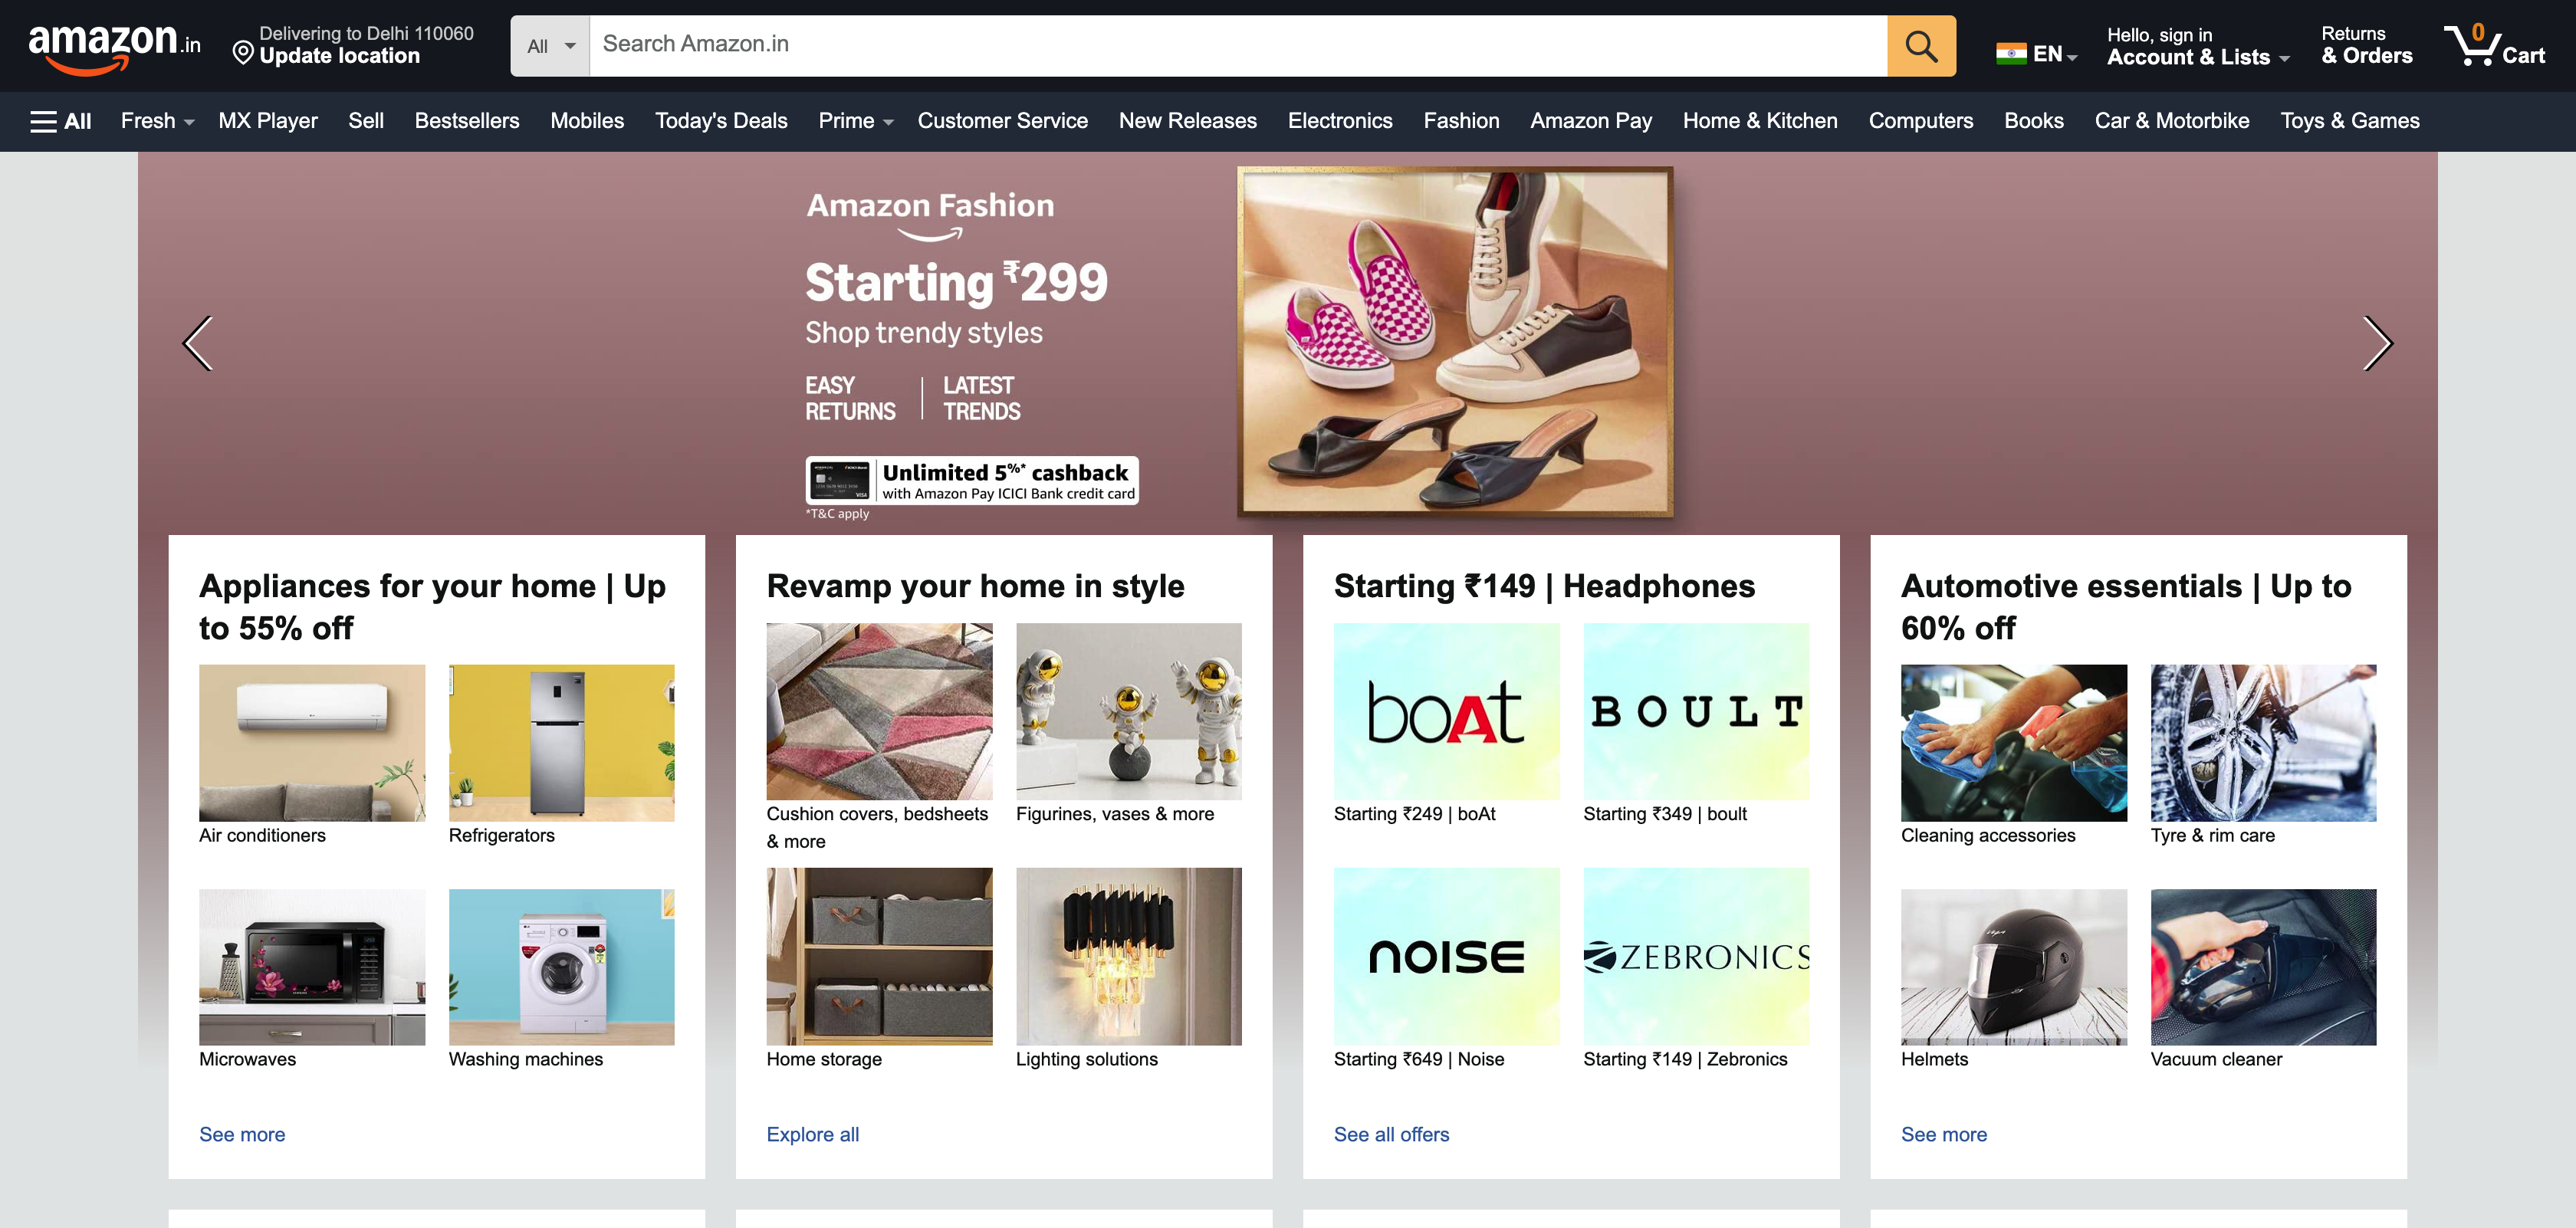 amazon.in
Delivering to Delhi 110060
Update location
All
Search Amazon.in
EN
Hello, sign in
Account & Lists
Returns
& Orders
0
Cart
All
Fresh
MX Player
Sell
Bestsellers
Mobiles
Today's Deals
Prime
Customer Service
New Releases
Electronics
Fashion
Amazon Pay
Home & Kitchen
Computers
Books
Car & Motorbike
Toys & Games
Amazon Fashion
Starting ₹299
Shop trendy styles
EASY
RETURNS
LATEST
TRENDS
Unlimited 5%* cashback
with Amazon Pay ICICI Bank credit card
*T&C apply
Appliances for your home | Up
to 55% off
Air conditioners
Refrigerators
Microwaves
Washing machines
See more
Revamp your home in style
Cushion covers, bedsheets
& more
Figurines, vases & more
Home storage
Lighting solutions
Explore all
Starting ₹149 | Headphones
boAt
BOULT
Starting ₹249 | boAt
Starting ₹349 | boult
NOISE
ZEBRONICS
Starting ₹649 | Noise
Starting ₹149 | Zebronics
See all offers
Automotive essentials | Up to
60% off
Cleaning accessories
Tyre & rim care
Helmets
Vacuum cleaner
See more